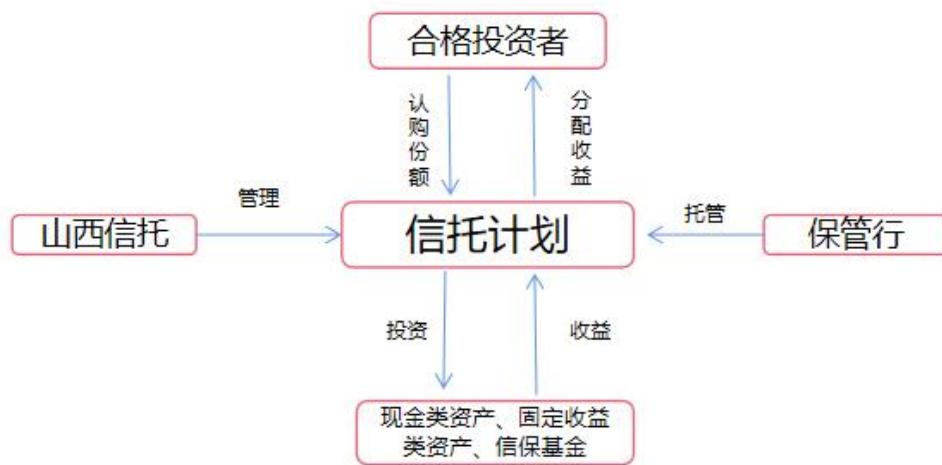 合格投资者
认购份额
分配收益
管理
托管
山西信托
信托计划
保管行
投资
收益
现金类资产、固定收益
类资产、信保基金